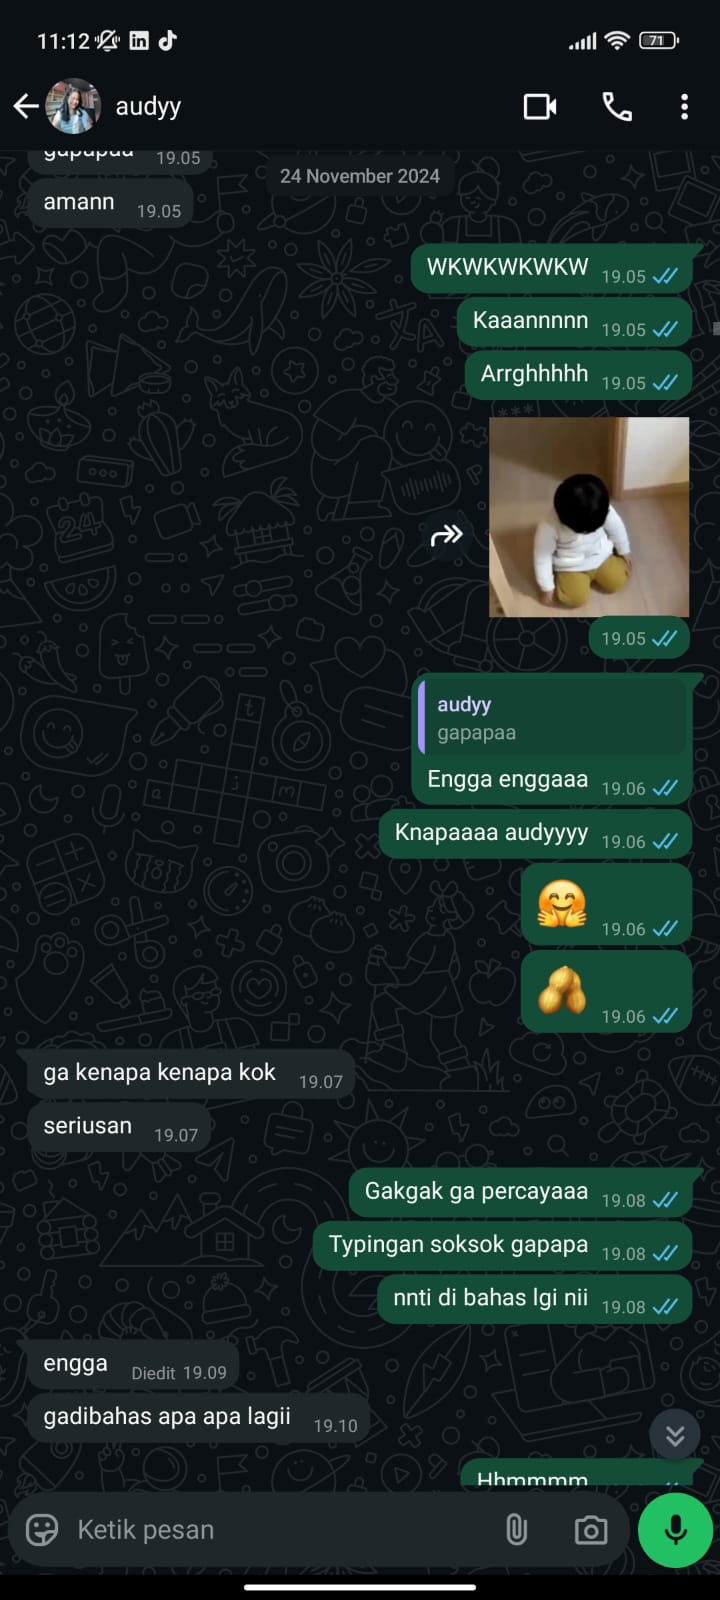 11:12
71
audyy
gapapaa 19.05
24 November 2024
amann 19.05
WKWKWKWKW 19.05
Kaaannnnn 19.05
Arrghhhhh 19.05
19.05
audyy
gapapaa
Engga enggaaa 19.06
Knapaaaa audyyyy 19.06
19.06
19.06
ga kenapa kenapa kok 19.07
seriusan 19.07
Gakgak ga percayaaa 19.08
Typingan soksok gapapa 19.08
nnti di bahas lgi nii 19.08
engga Diedit 19.09
gadibahas apa apa lagii 19.10
Hhmmmm
Ketik pesan